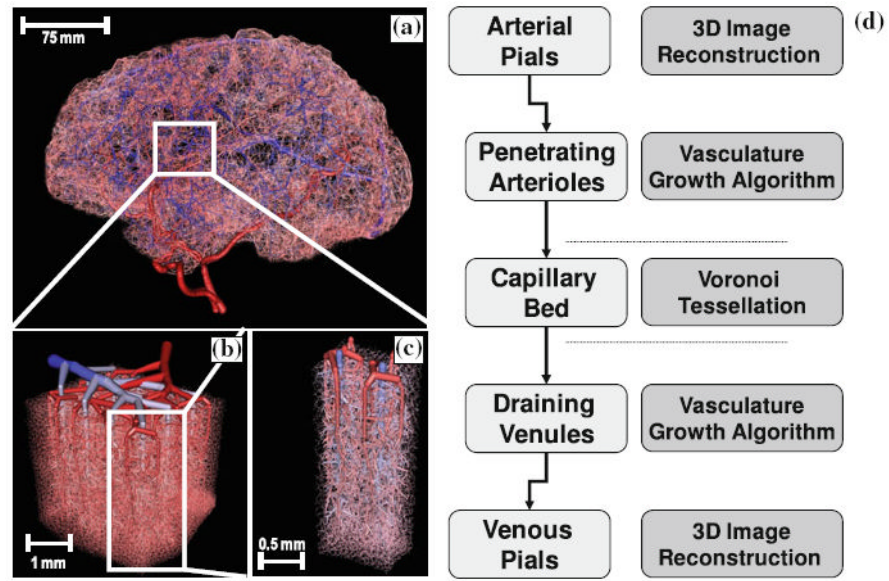 75 mm
(a)
(b)
1 mm
(c)
0.5 mm
(d)
Arterial
Pials
3D Image
Reconstruction
Penetrating
Arterioles
Vasculature
Growth Algorithm
Capillary
Bed
Voronoi
Tessellation
Draining
Venules
Vasculature
Growth Algorithm
Venous
Pials
3D Image
Reconstruction